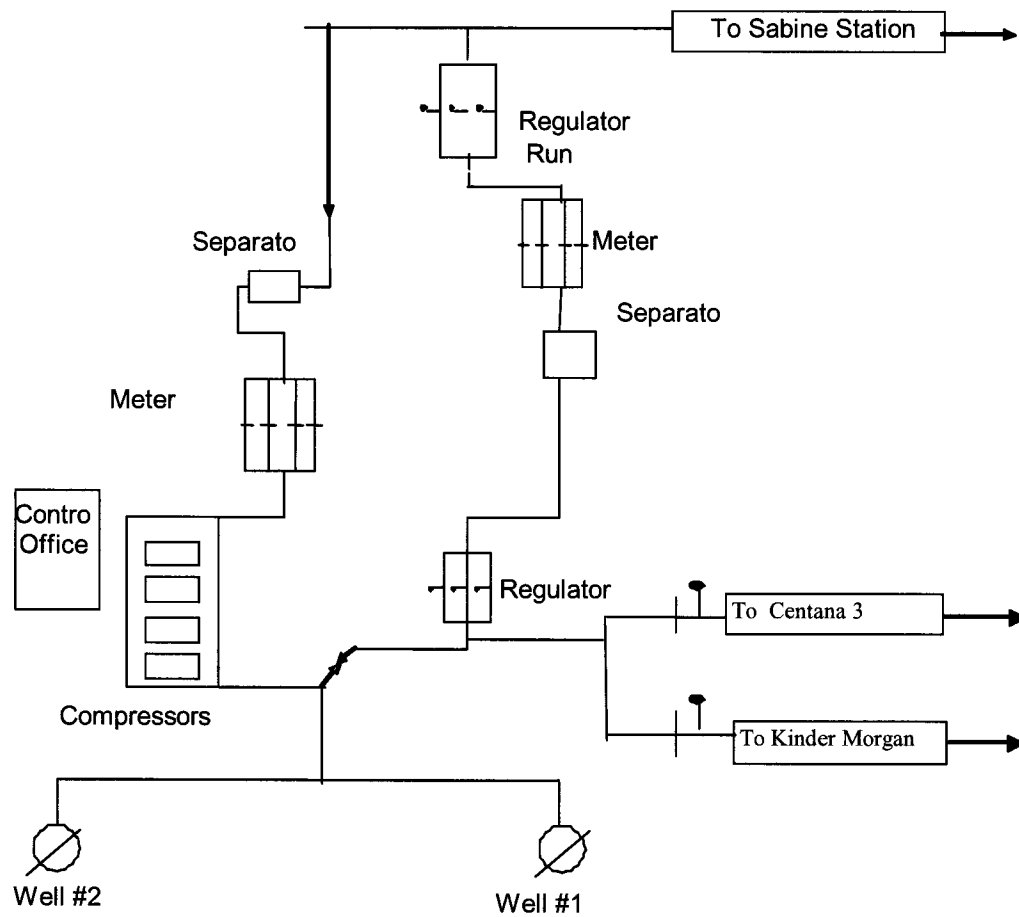 To Sabine Station
Regulator
Run
Separato
Meter
Separato
Meter
Contro
Office
Regulator
To Centana 3
Compressors
To Kinder Morgan
Well #2
Well #1